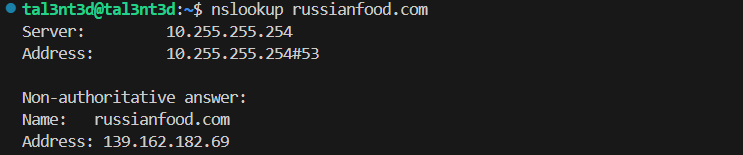 tal3nt3d@tal3nt3d:~$ nslookup russianfood.com
Server:         10.255.255.254
Address:        10.255.255.254#53
Non-authoritative answer:
Name:   russianfood.com
Address: 139.162.182.69